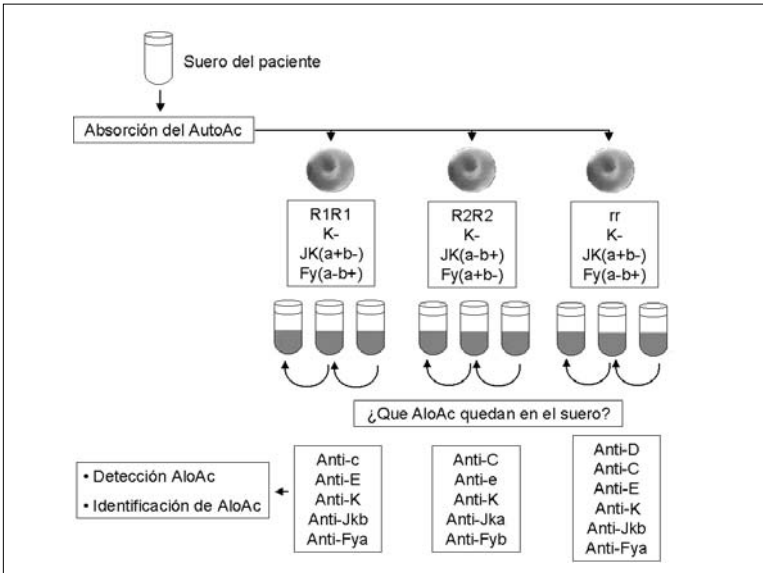 Suero del paciente
Absorción del AutoAc
R1R1
K-
JK(a+b-)
Fy(a-b+)
R2R2
K-
JK(a-b+)
Fy(a+b-)
rr
K-
JK(a+b-)
Fy(a-b+)
¿Que AloAc quedan en el suero?
• Detección AloAc
• Identificación de AloAc
Anti-c
Anti-E
Anti-K
Anti-Jkb
Anti-Fya
Anti-C
Anti-e
Anti-K
Anti-Jka
Anti-Fyb
Anti-D
Anti-C
Anti-E
Anti-K
Anti-Jkb
Anti-Fya